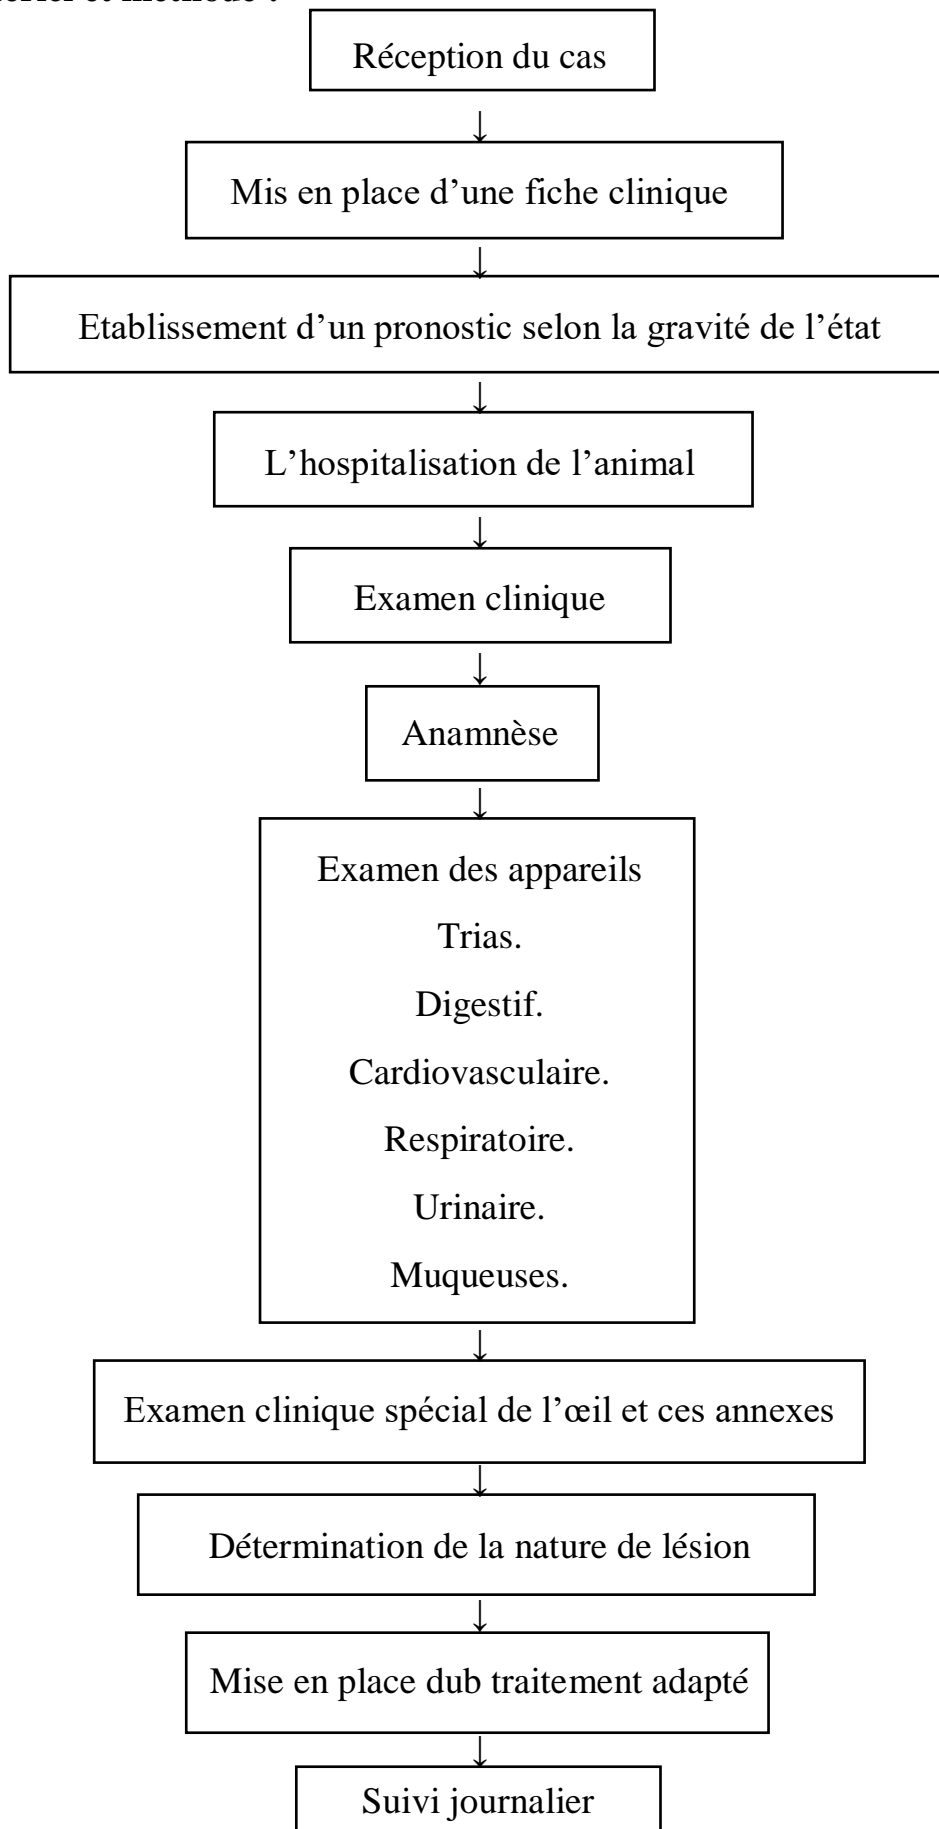 et méthode :
Réception du cas
↓
Mis en place d’une fiche clinique
↓
Etablissement d’un pronostic selon la gravité de l’état
↓
L’hospitalisation de l’animal
↓
Examen clinique
↓
Anamnèse
↓
Examen des appareils
Trias.
Digestif.
Cardiovasculaire.
Respiratoire.
Urinaire.
Muqueuses.
↓
Examen clinique spécial de l’œil et ces annexes
↓
Détermination de la nature de lésion
↓
Mise en place dub traitement adapté
↓
Suivi journalier